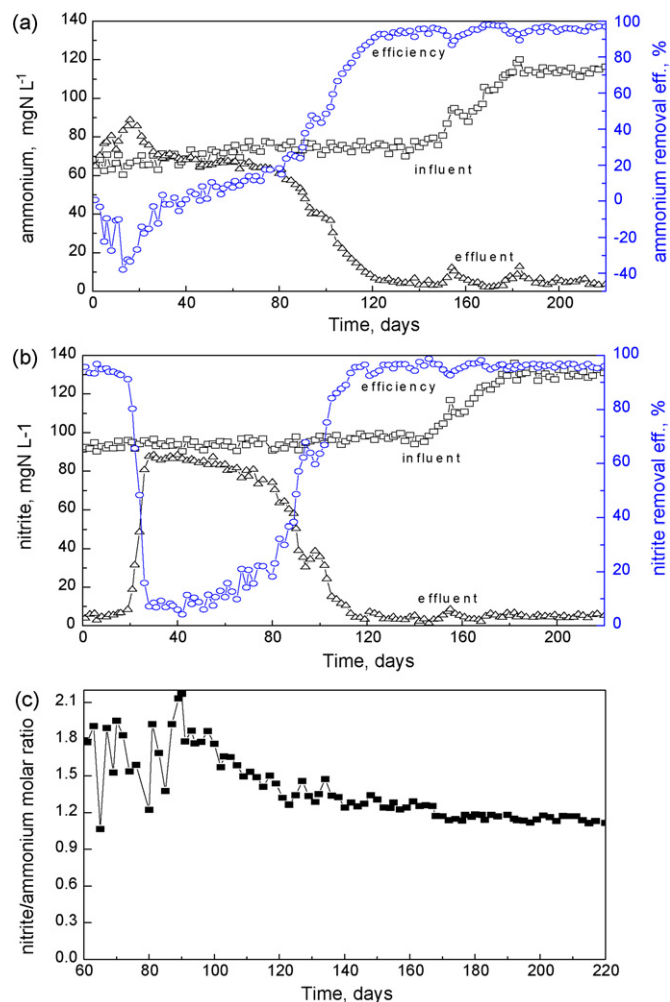 (a)
140
120
100
80
60
40
20
0
ammonium, mgN L-1
100
80
60
40
20
0
-20
-40
ammonium removal eff., %
efficiency
influent
effluent
0 40 80 120 160 200
Time, days
(b)
140
120
100
80
60
40
20
0
nitrite, mgN L-1
100
80
60
40
20
0
nitrite removal eff., %
efficiency
influent
effluent
0 40 80 120 160 200
Time, days
(c)
2.1
1.8
1.5
1.2
0.9
0.6
0.3
0.0
nitrite/ammonium molar ratio
60 80 100 120 140 160 180 200 220
Time, days